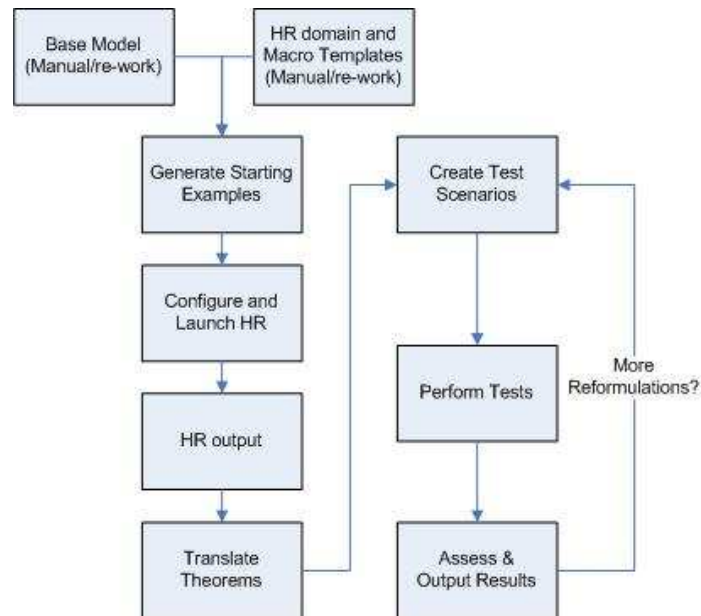 Base Model
(Manual/re-work)
HR domain and
Macro Templates
(Manual/re-work)
Generate Starting
Examples
Create Test
Scenarios
Configure and
Launch HR
More
Reformulations?
Perform Tests
HR output
Translate
Theorems
Assess &
Output Results